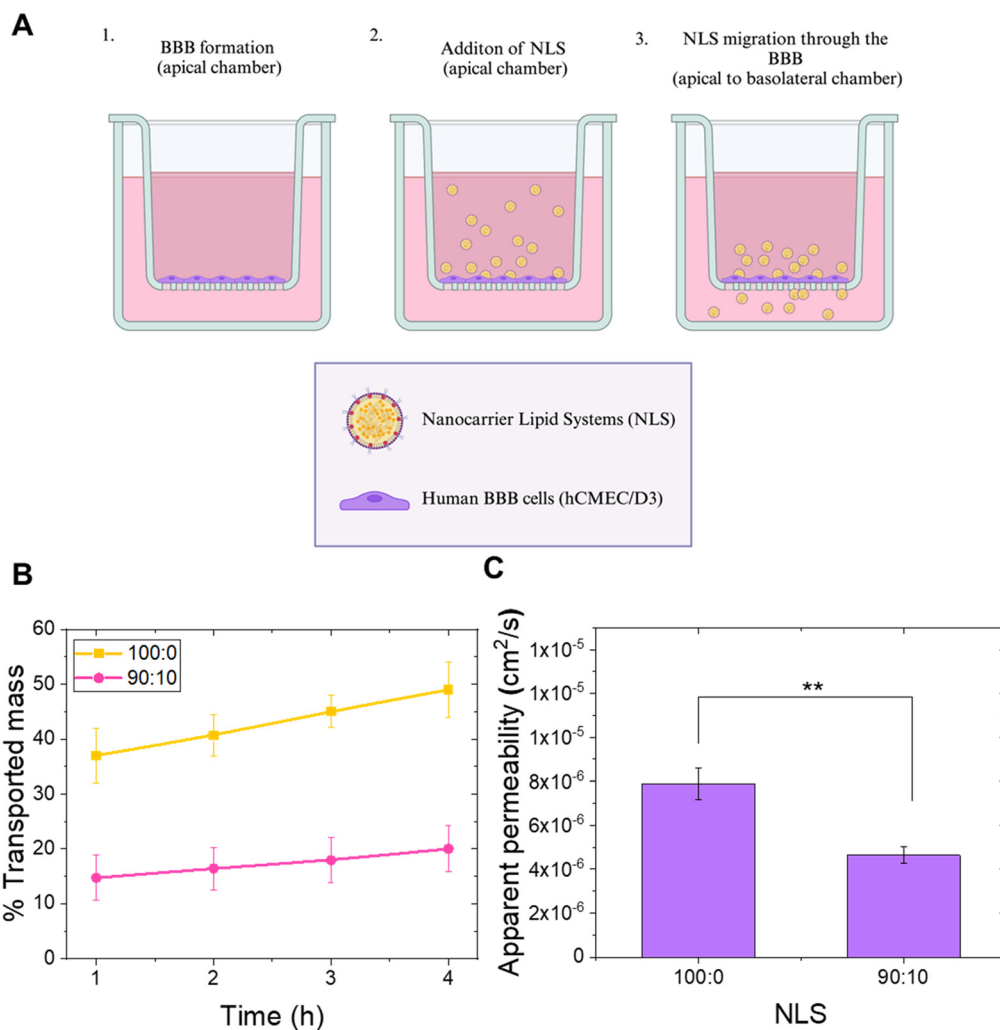 A
1.
BBB formation
(apical chamber)
2.
Additon of NLS
(apical chamber)
3.
NLS migration through the
BBB
(apical to basolateral chamber)
Nanocarrier Lipid Systems (NLS)
Human BBB cells (hCMEC/D3)
B
% Transported mass
60
50
40
30
20
10
0
100:0
90:10
1
2
3
4
Time (h)
C
Apparent permeability (cm²/s)
1x10⁻⁵
1x10⁻⁵
1x10⁻⁵
8x10⁻⁶
6x10⁻⁶
4x10⁻⁶
2x10⁻⁶
0
**
100:0
90:10
NLS